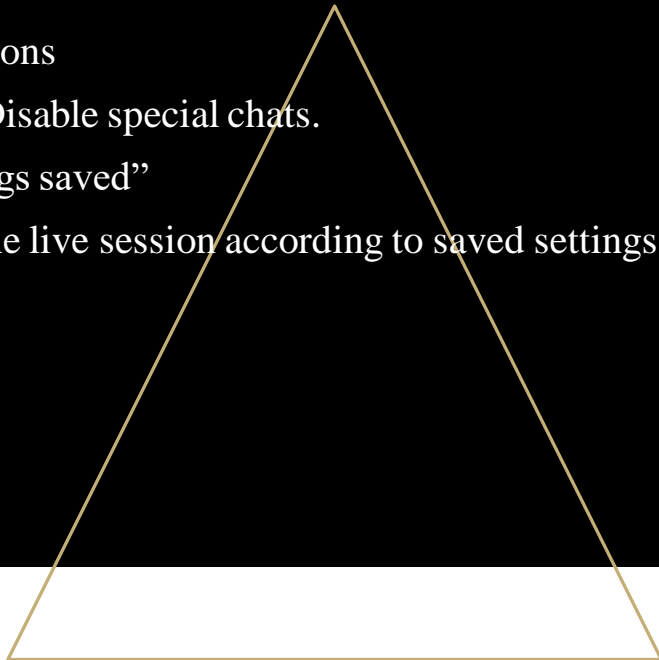 ons
Disable special chats.
gs saved”
e live session according to saved settings